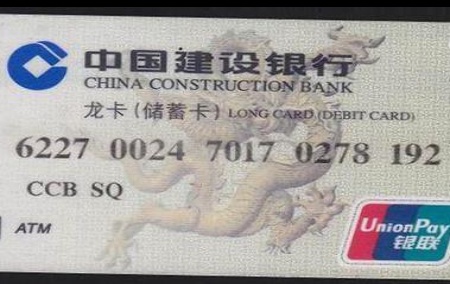 中国建设银行
CHINA CONSTRUCTION BANK
龙卡(储蓄卡) LONG CARD (DEBIT CARD)
6227 0024 7017 0278 192
CCB SQ
ATM
UnionPay
银联